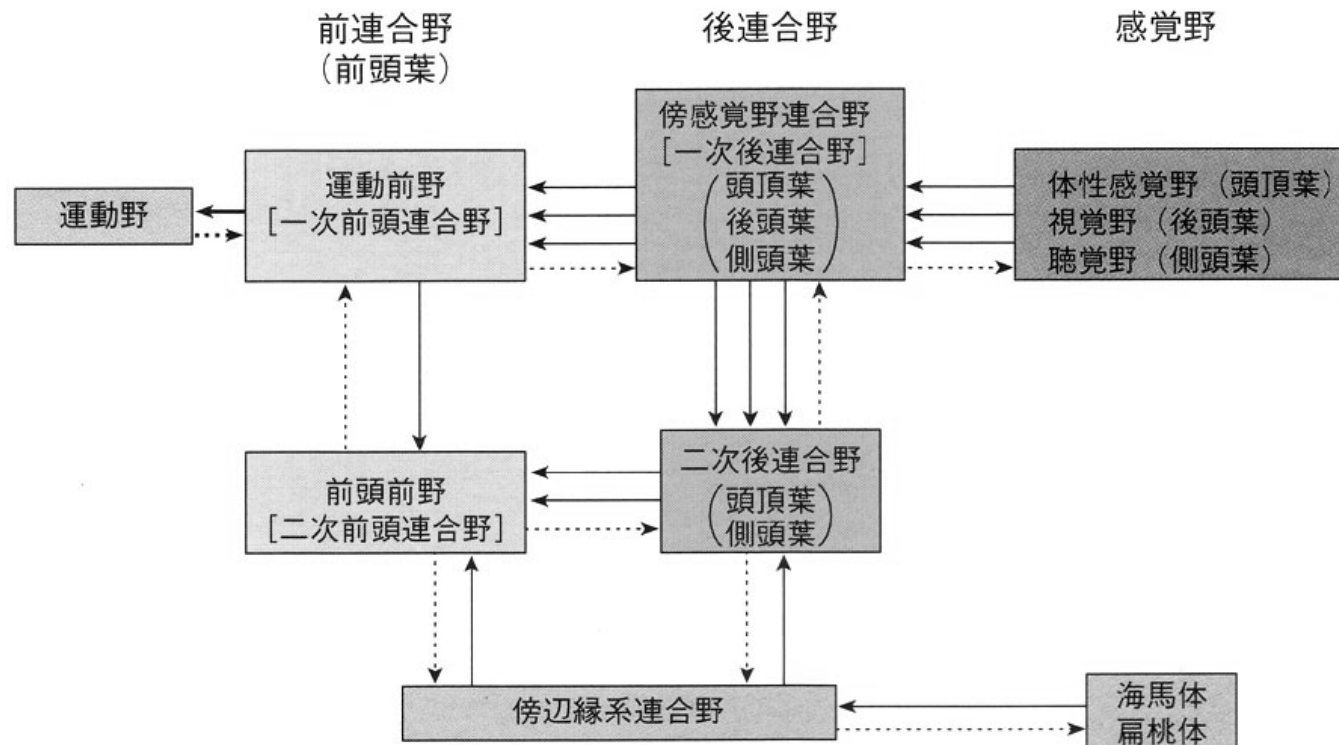 前連合野
（前頭葉）
後連合野
感覚野
傍感覚野連合野
［一次後連合野］
頭頂葉
後頭葉
側頭葉
運動前野
［一次前頭連合野］
運動野
体性感覚野（頭頂葉）
視覚野（後頭葉）
聴覚野（側頭葉）
前頭前野
［二次前頭連合野］
二次後連合野
頭頂葉
側頭葉
傍辺縁系連合野
海馬体
扁桃体